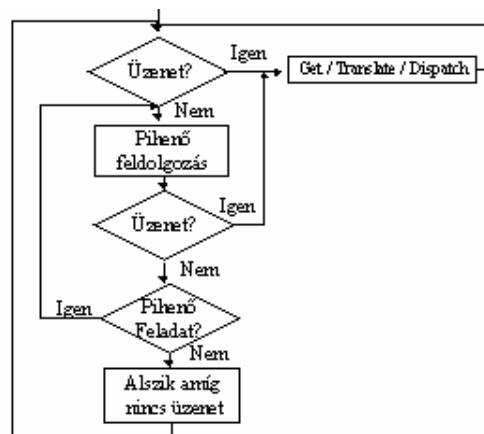 Igen
Üzenet?
Get / Translate / Dispatch
Nem
Pihenő
feldolgozás
Igen
Üzenet?
Nem
Igen
Pihenő
Feladat?
Nem
Alszik amíg
nincs üzenet